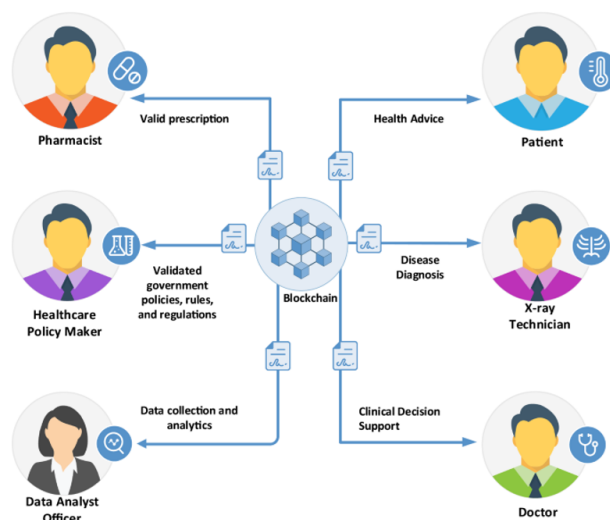 Valid prescription
Health Advice
Pharmacist
Patient
Validated
government
policies, rules,
and regulations
Blockchain
Disease
Diagnosis
Healthcare
Policy Maker
X-ray
Technician
Data collection and
analytics
Clinical Decision
Support
Data Analyst
Officer
Doctor